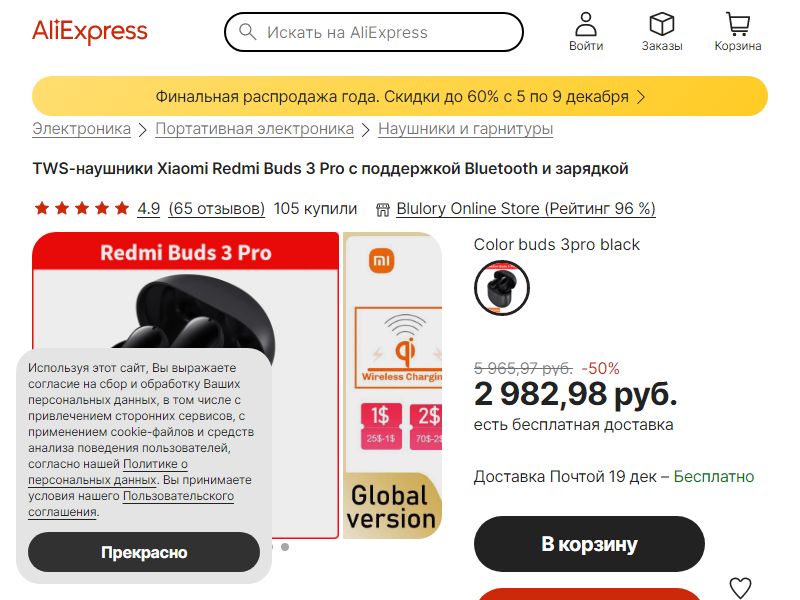 AliExpress
Искать на AliExpress
Войти
Заказы
Корзина
Финальная распродажа года. Скидки до 60% с 5 по 9 декабря
Электроника
Портативная электроника
Наушники и гарнитуры
TWS-наушники Xiaomi Redmi Buds 3 Pro с поддержкой Bluetooth и зарядкой
4.9 (65 отзывов) 105 купили Blulory Online Store (Рейтинг 96 %)
Redmi Buds 3 Pro
mi
qi
Wireless Chargin
1$ 2$
25$-1$ 70$-2$
Global
version
Color buds 3pro black
5 965,97 руб. -50%
2 982,98 руб.
есть бесплатная доставка
Доставка Почтой 19 дек – Бесплатно
В корзину
Используя этот сайт, Вы выражаете
согласие на сбор и обработку Ваших
персональных данных, в том числе с
привлечением сторонних сервисов, с
применением cookie-файлов и средств
анализа поведения пользователей,
согласно нашей Политике о
персональных данных. Вы принимаете
условия нашего Пользовательского
соглашения.
Прекрасно